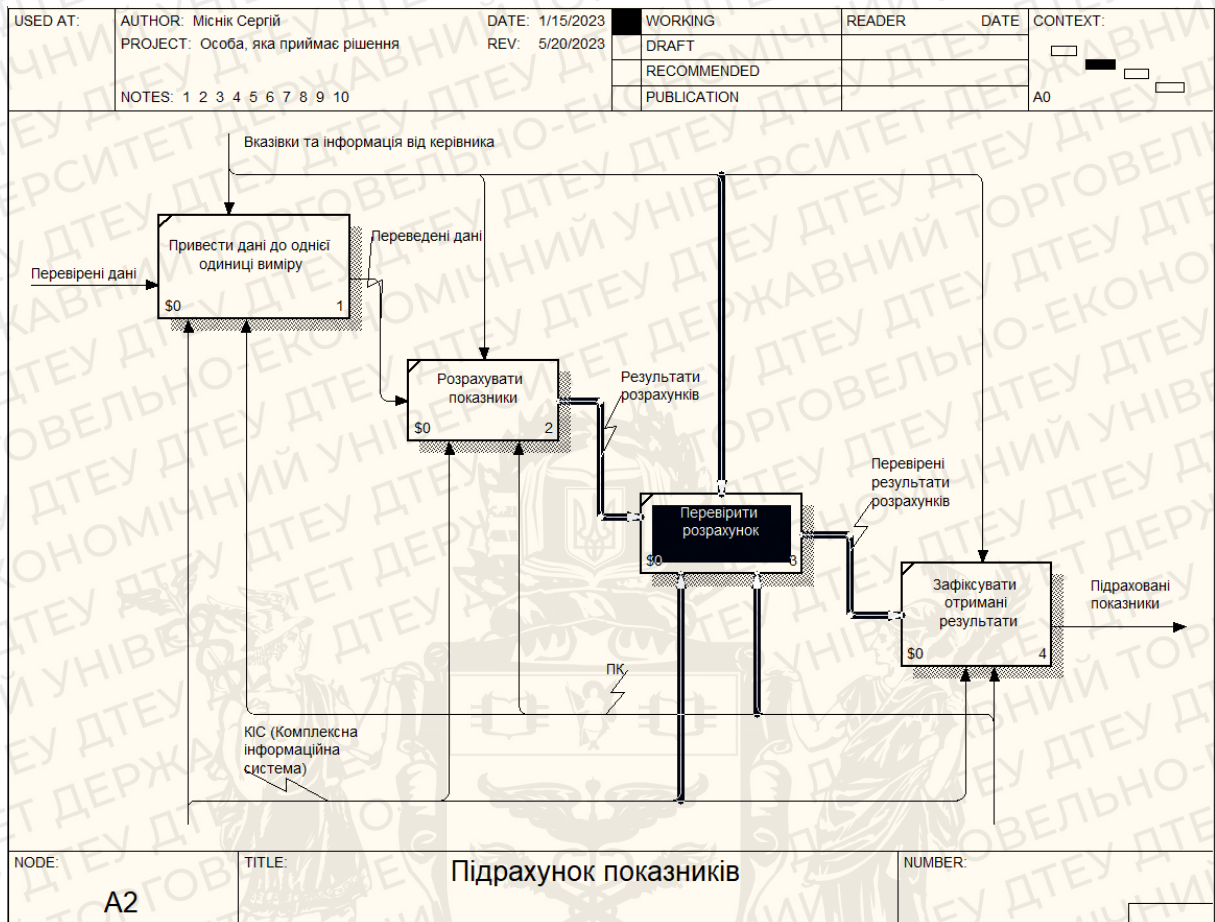 USED AT:
AUTHOR: Міснік Сергій
DATE: 1/15/2023
PROJECT: Особа, яка приймає рішення
REV: 5/20/2023
NOTES: 1 2 3 4 5 6 7 8 9 10
WORKING
DRAFT
RECOMMENDED
PUBLICATION
READER DATE
CONTEXT:
A0
Вказівки та інформація від керівника
Перевірені дані
Привести дані до однієї
одиниці виміру
$0 1
Переведені дані
Розрахувати
показники
$0 2
Результати
розрахунків
Перевірити
розрахунок
$0 3
Перевірені
результати
розрахунків
Зафіксувати
отримані
результати
$0 4
Підраховані
показники
ПК
КІС (Комплексна
інформаційна
система)
NODE:
A2
TITLE:
Підрахунок показників
NUMBER: